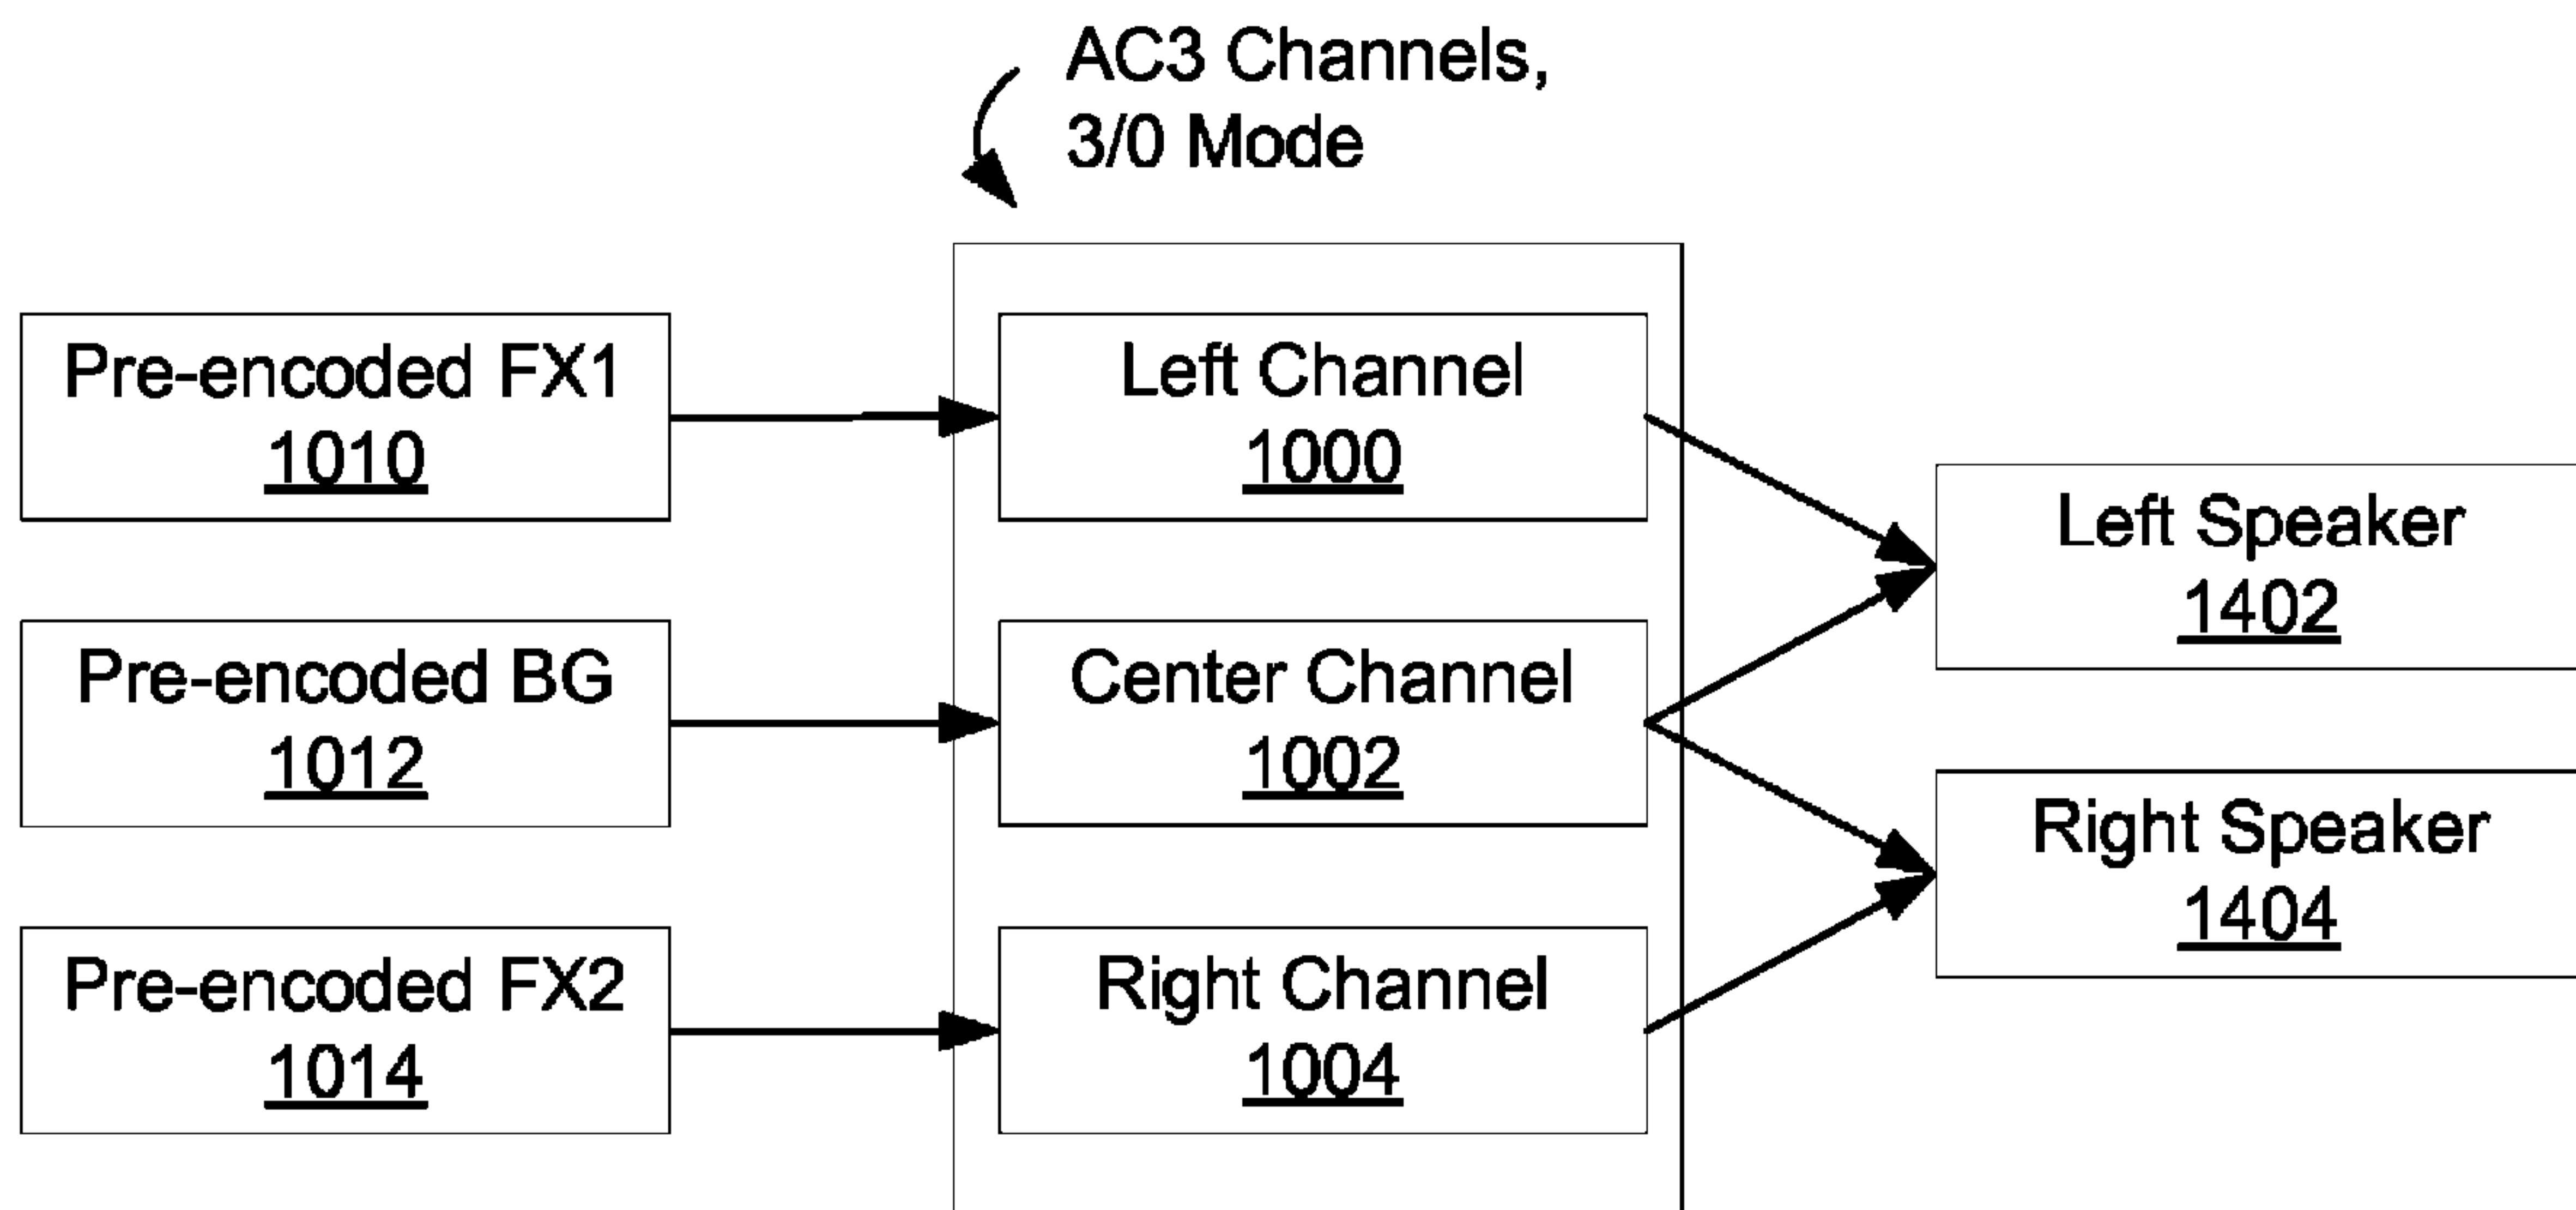 AC3 Channels,
3/0 Mode
Pre-encoded FX1
1010
Left Channel
1000
Left Speaker
1402
Pre-encoded BG
1012
Center Channel
1002
Right Speaker
1404
Pre-encoded FX2
1014
Right Channel
1004